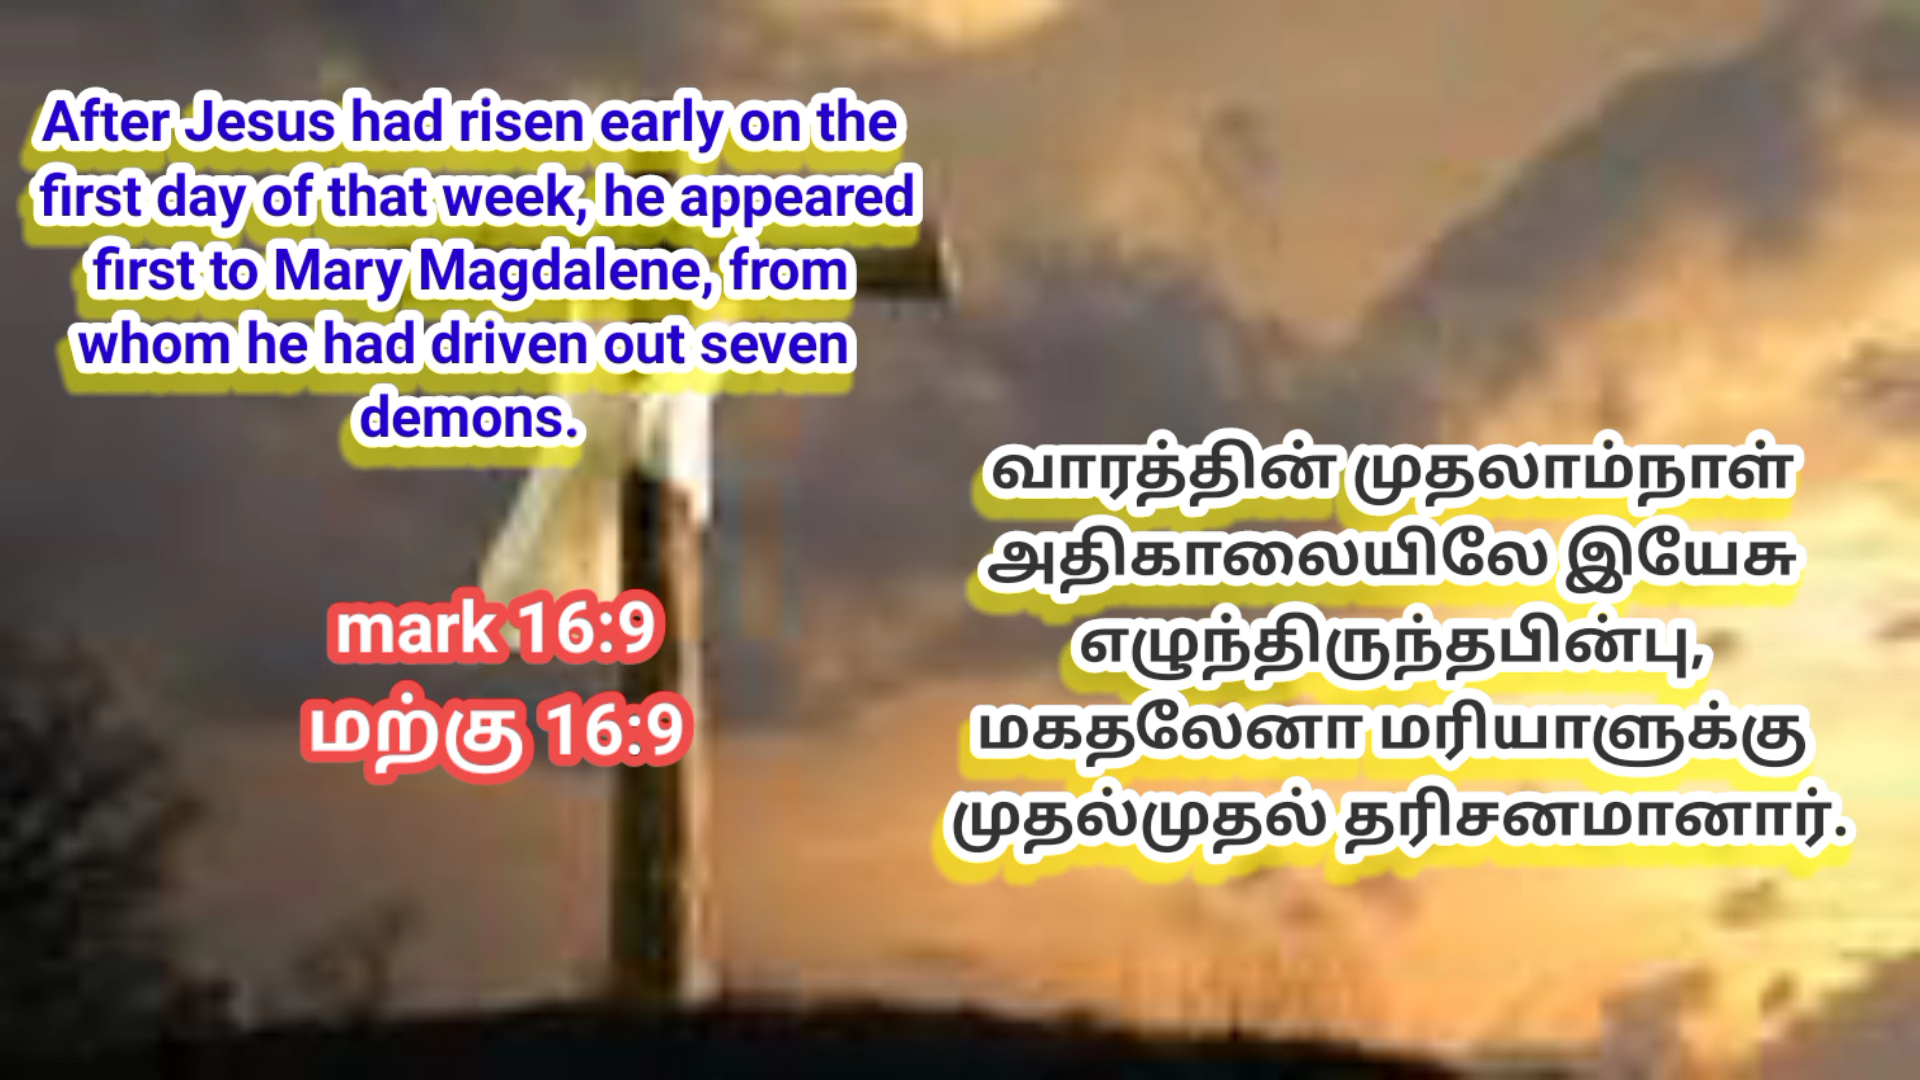 After Jesus had risen early on the
first day of that week, he appeared
first to Mary Magdalene, from
whom he had driven out seven
demons.
mark 16:9
மற்கு 16:9
வாரத்தின் முதலாம்நாள்
அதிகாலையிலே இயேசு
எழுந்திருந்தபின்பு,
மகதலேனா மரியாளுக்கு
முதல்முதல் தரிசனமானார்.